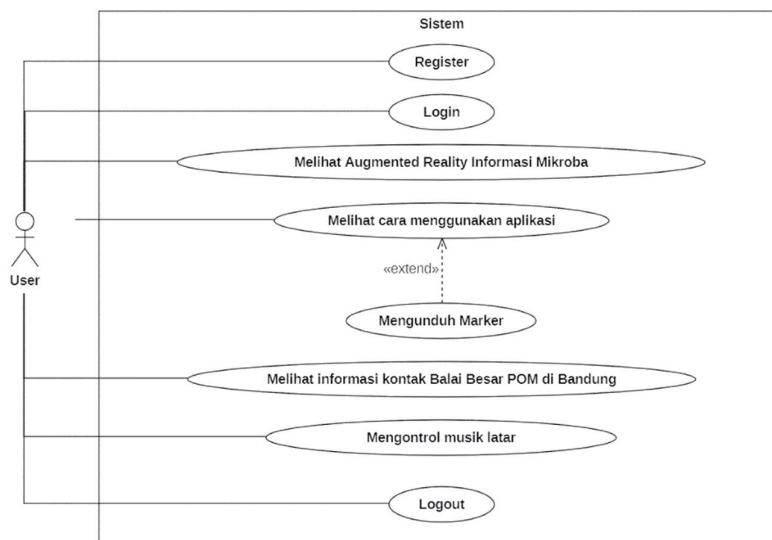 Sistem
Register
Login
Melihat Augmented Reality Informasi Mikroba
Melihat cara menggunakan aplikasi
«extend»
User
Mengunduh Marker
Melihat informasi kontak Balai Besar POM di Bandung
Mengontrol musik latar
Logout